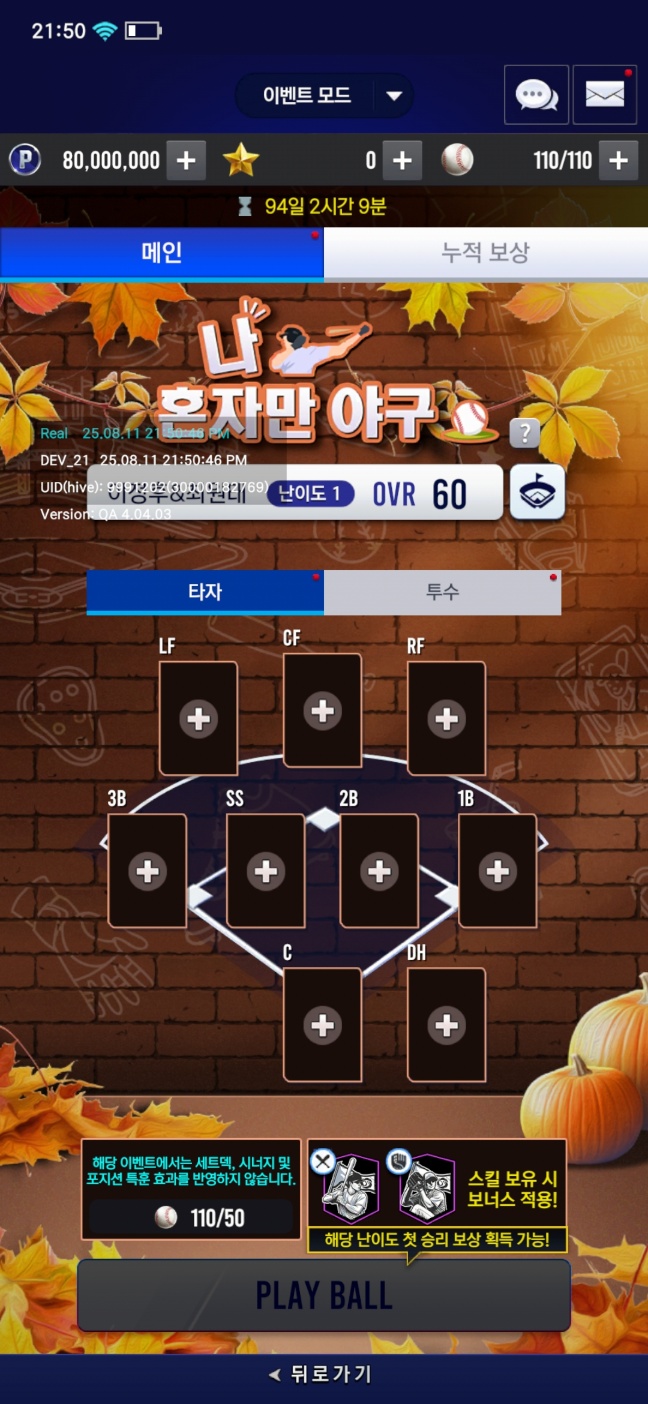 21:50
이벤트 모드
P 80,000,000 0 110/110
94일 2시간 9분
메인 누적 보상
나
혼자만 야구
?
Real 25.08.11 21:50:48 PM
DEV_21 25.08.11 21:50:46 PM
UID(hive):
난이도 1 OVR 60
Version: QA 4.04.03
타자 투수
LF CF RF
3B SS 2B 1B
C DH
해당 이벤트에서는 세트덱, 시너지 및
포지션 특훈 효과를 반영하지 않습니다.
110/50
스킬 보유 시
보너스 적용!
해당 난이도 첫 승리 보상 획득 가능!
PLAY BALL
뒤로가기